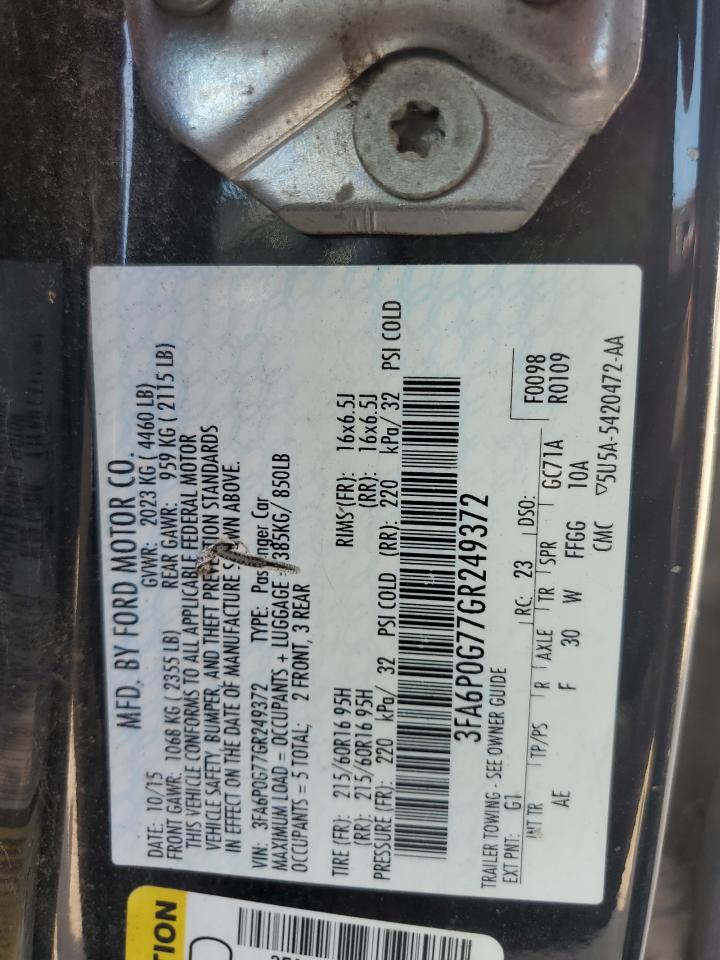 MFD. BY FORD MOTOR CO.
DATE: 10/15 GVWR: 2023 KG ( 4460 LB)
FRONT GAWR: 1068 KG ( 2355 LB) REAR GAWR: 959 KG ( 2115 LB)
THIS VEHICLE CONFORMS TO ALL APPLICABLE FEDERAL MOTOR
VEHICLE SAFETY, BUMPER, AND THEFT PREVENTION STANDARDS
IN EFFECT ON THE DATE OF MANUFACTURE SHOWN ABOVE.
VIN: 3FA6P0G77GR249372 TYPE: Passenger Car
MAXIMUM LOAD = OCCUPANTS + LUGGAGE = 385KG/ 850LB
OCCUPANTS = 5 TOTAL; 2 FRONT, 3 REAR
TIRE (FR): 215/60R16 95H RIMS (FR): 16x6.5J
(RR): 215/60R16 95H (RR): 16x6.5J
PRESSURE (FR): 220 kPa/ 32 PSI COLD (RR): 220 kPa/ 32 PSI COLD
3FA6P0G77GR249372
TRAILER TOWING - SEE OWNER GUIDE
EXT PNT: G1 RC: 23 DSO: F0098
R0109
INT TR TP/PS R AXLE TR SPR GC71A
AE F 30 W FFGG 10A
CMC ▽5U5A-5420472-AA
TION